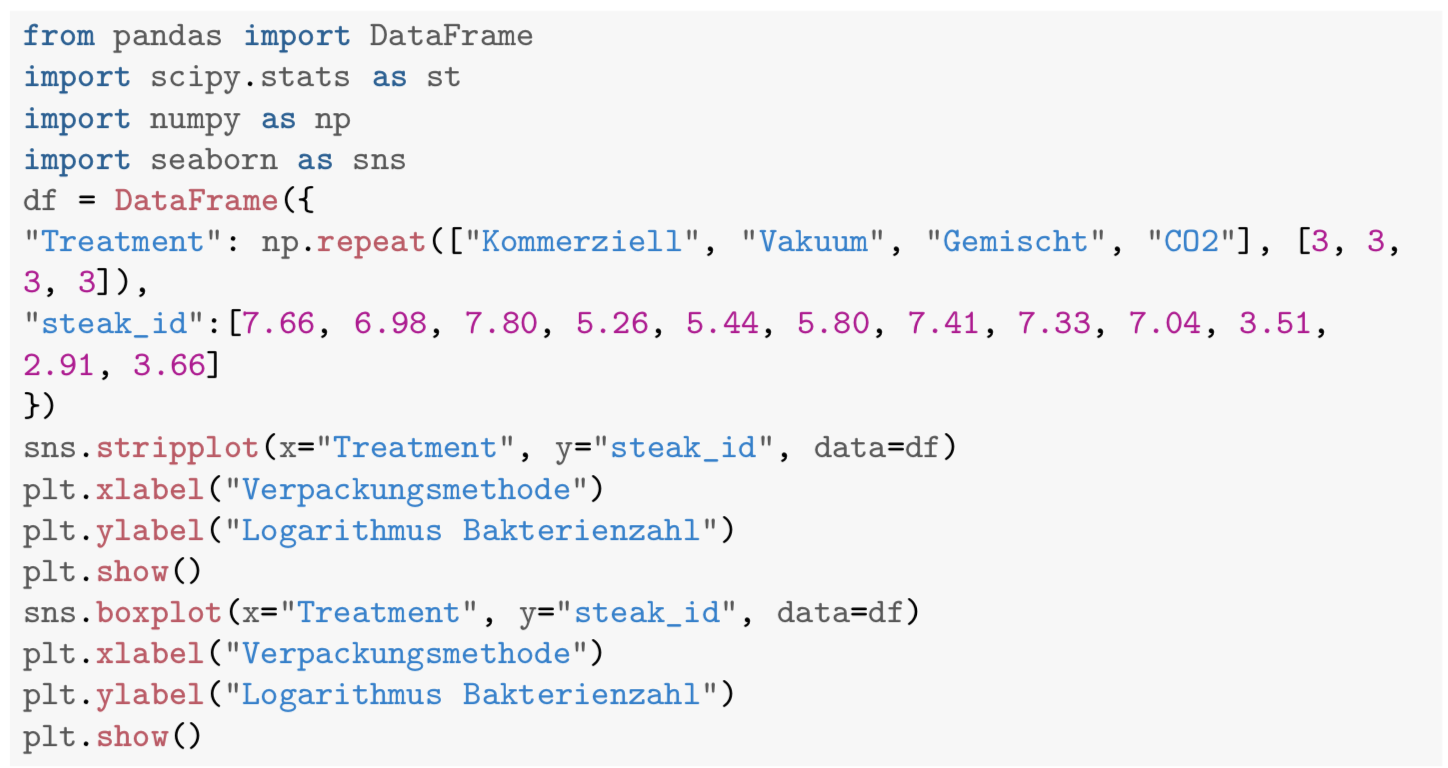 from pandas import DataFrame
import scipy.stats as st
import numpy as np
import seaborn as sns
df = DataFrame({
"Treatment": np.repeat(["Kommerziell", "Vakuum", "Gemischt", "CO2"], [3, 3,
3, 3]),
"steak_id":[7.66, 6.98, 7.80, 5.26, 5.44, 5.80, 7.41, 7.33, 7.04, 3.51,
2.91, 3.66]
})
sns.stripplot(x="Treatment", y="steak_id", data=df)
plt.xlabel("Verpackungsmethode")
plt.ylabel("Logarithmus Bakterienzahl")
plt.show()
sns.boxplot(x="Treatment", y="steak_id", data=df)
plt.xlabel("Verpackungsmethode")
plt.ylabel("Logarithmus Bakterienzahl")
plt.show()